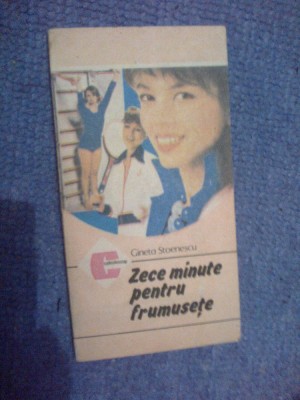 Gineta Stoenescu
Zece minute
pentru
frumusețe